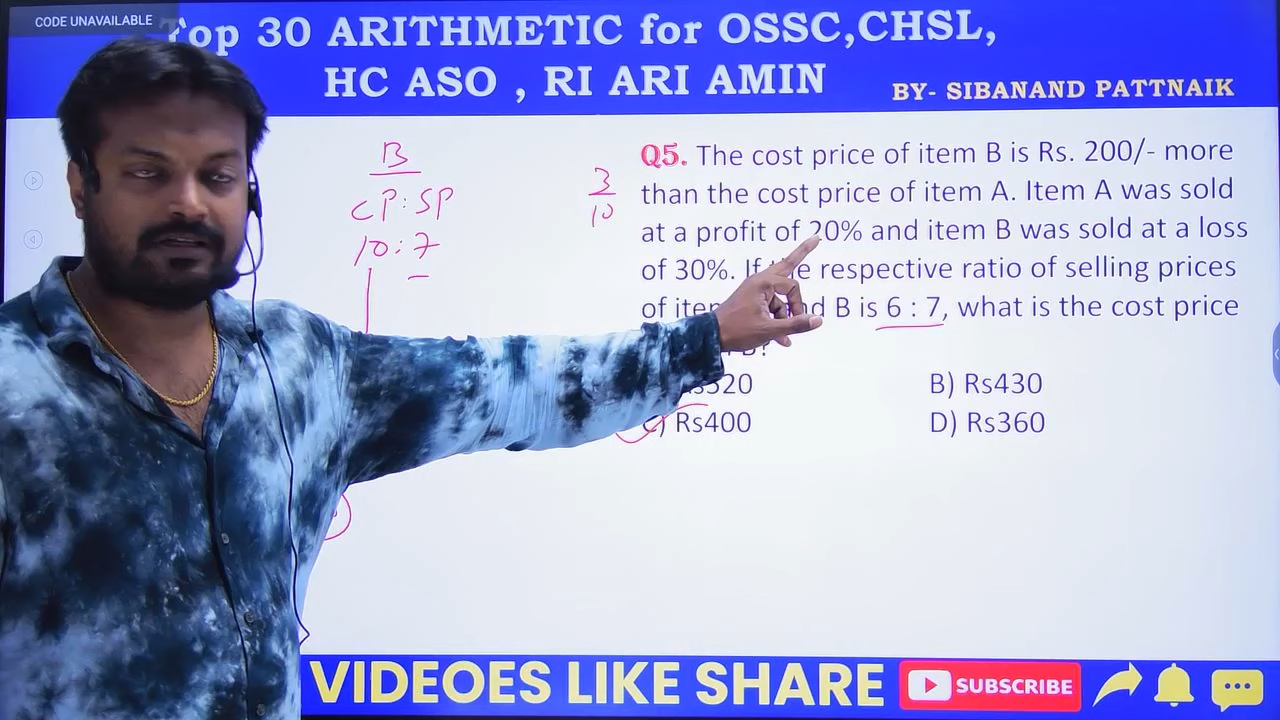 CODE UNAVAILABLE
Top 30 ARITHMETIC for OSSC,CHSL,
HC ASO , RI ARI AMIN
BY- SIBANAND PATTNAIK
B
CP : SP
10 : 7
3
10
Q5. The cost price of item B is Rs. 200/- more
than the cost price of item A. Item A was sold
at a profit of 20% and item B was sold at a loss
of 30%. If the respective ratio of selling prices
of B is 6 : 7, what is the cost price
B?
B) Rs430
C) Rs400
D) Rs360
VIDEOES LIKE SHARE
SUBSCRIBE